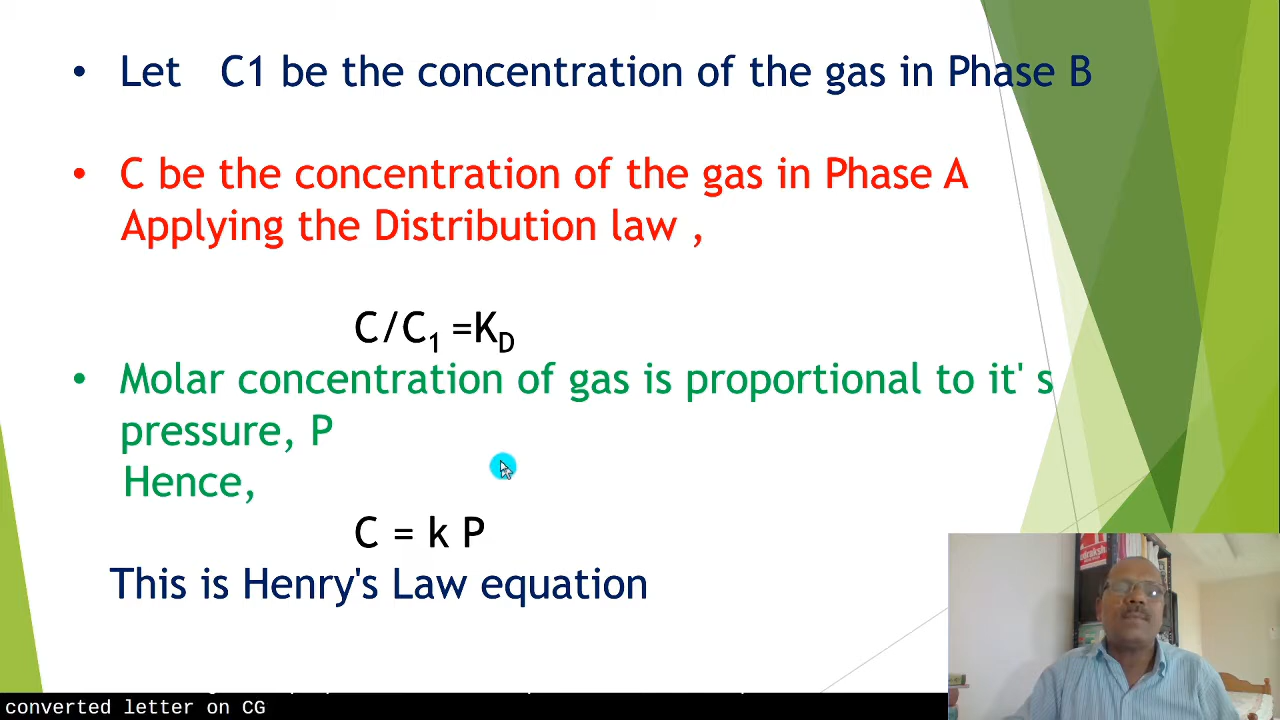 • Let C1 be the concentration of the gas in Phase B
• C be the concentration of the gas in Phase A
Applying the Distribution law ,
C/C₁ =K_D
• Molar concentration of gas is proportional to it' s
pressure, P
Hence,
C = k P
This is Henry's Law equation
converted letter on CG